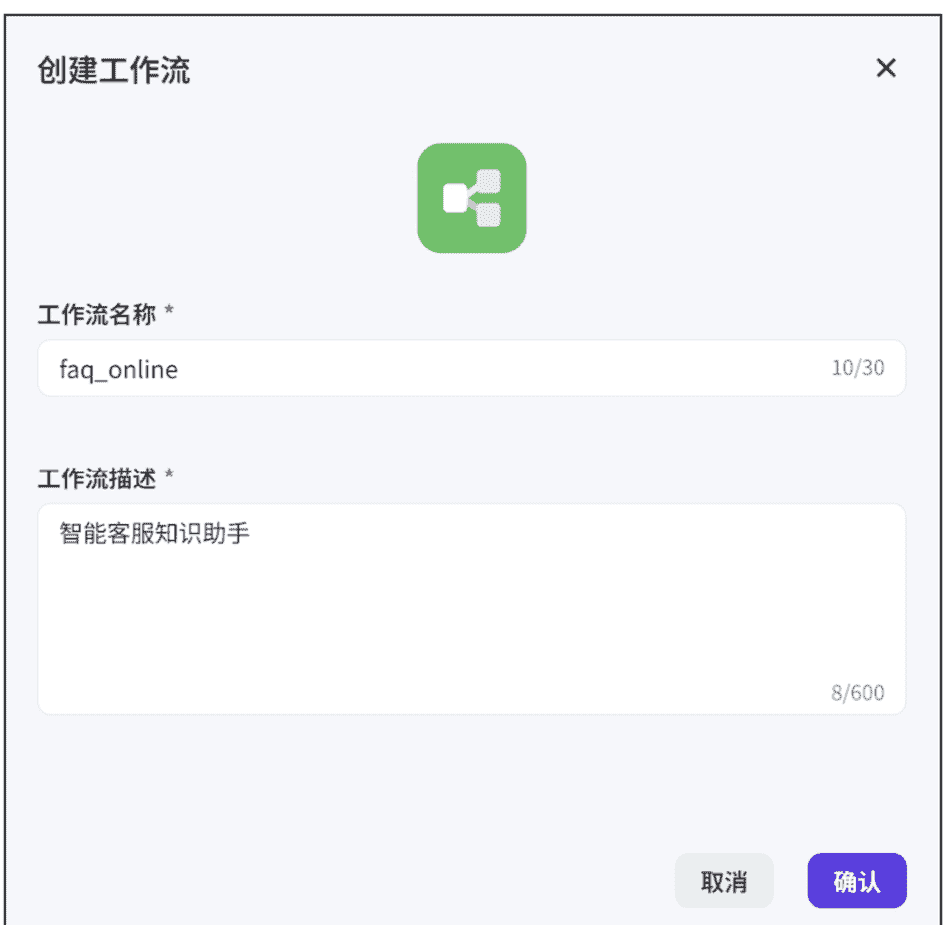 创建工作流
工作流名称 *
faq_online
10/30
工作流描述 *
智能客服知识助手
8/600
取消
确认